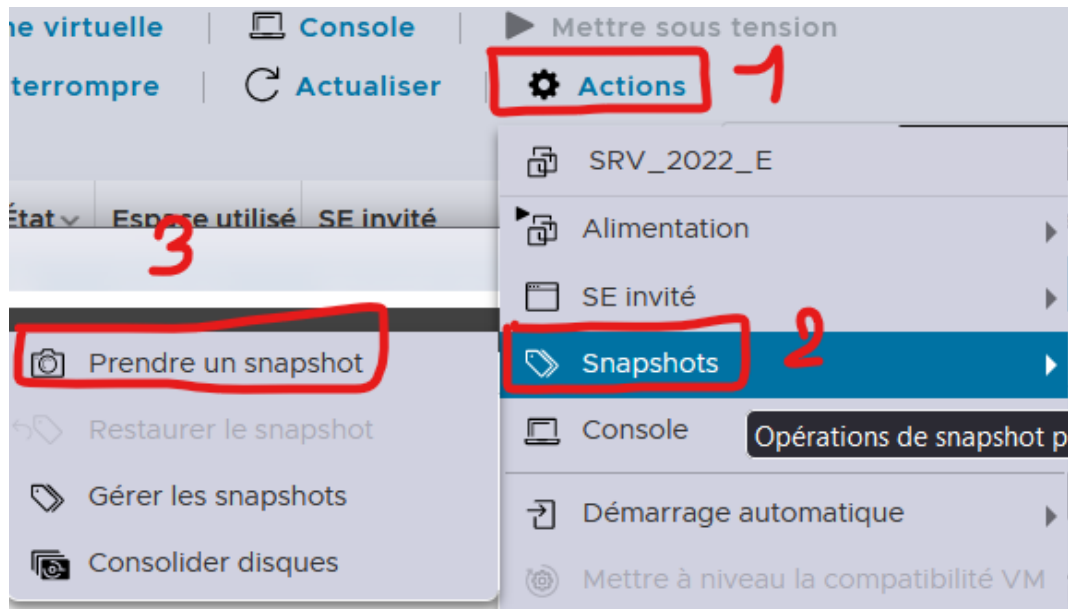 ne virtuelle Console Mettre sous tension
terrompre Actualiser Actions 1
SRV_2022_E
État Espace utilisé SE invité
3
Alimentation
SE invité
2
Prendre un snapshot
Snapshots
Restaurer le snapshot
Console
Opérations de snapshot p
Gérer les snapshots
Démarrage automatique
Consolider disques
Mettre à niveau la compatibilité VM